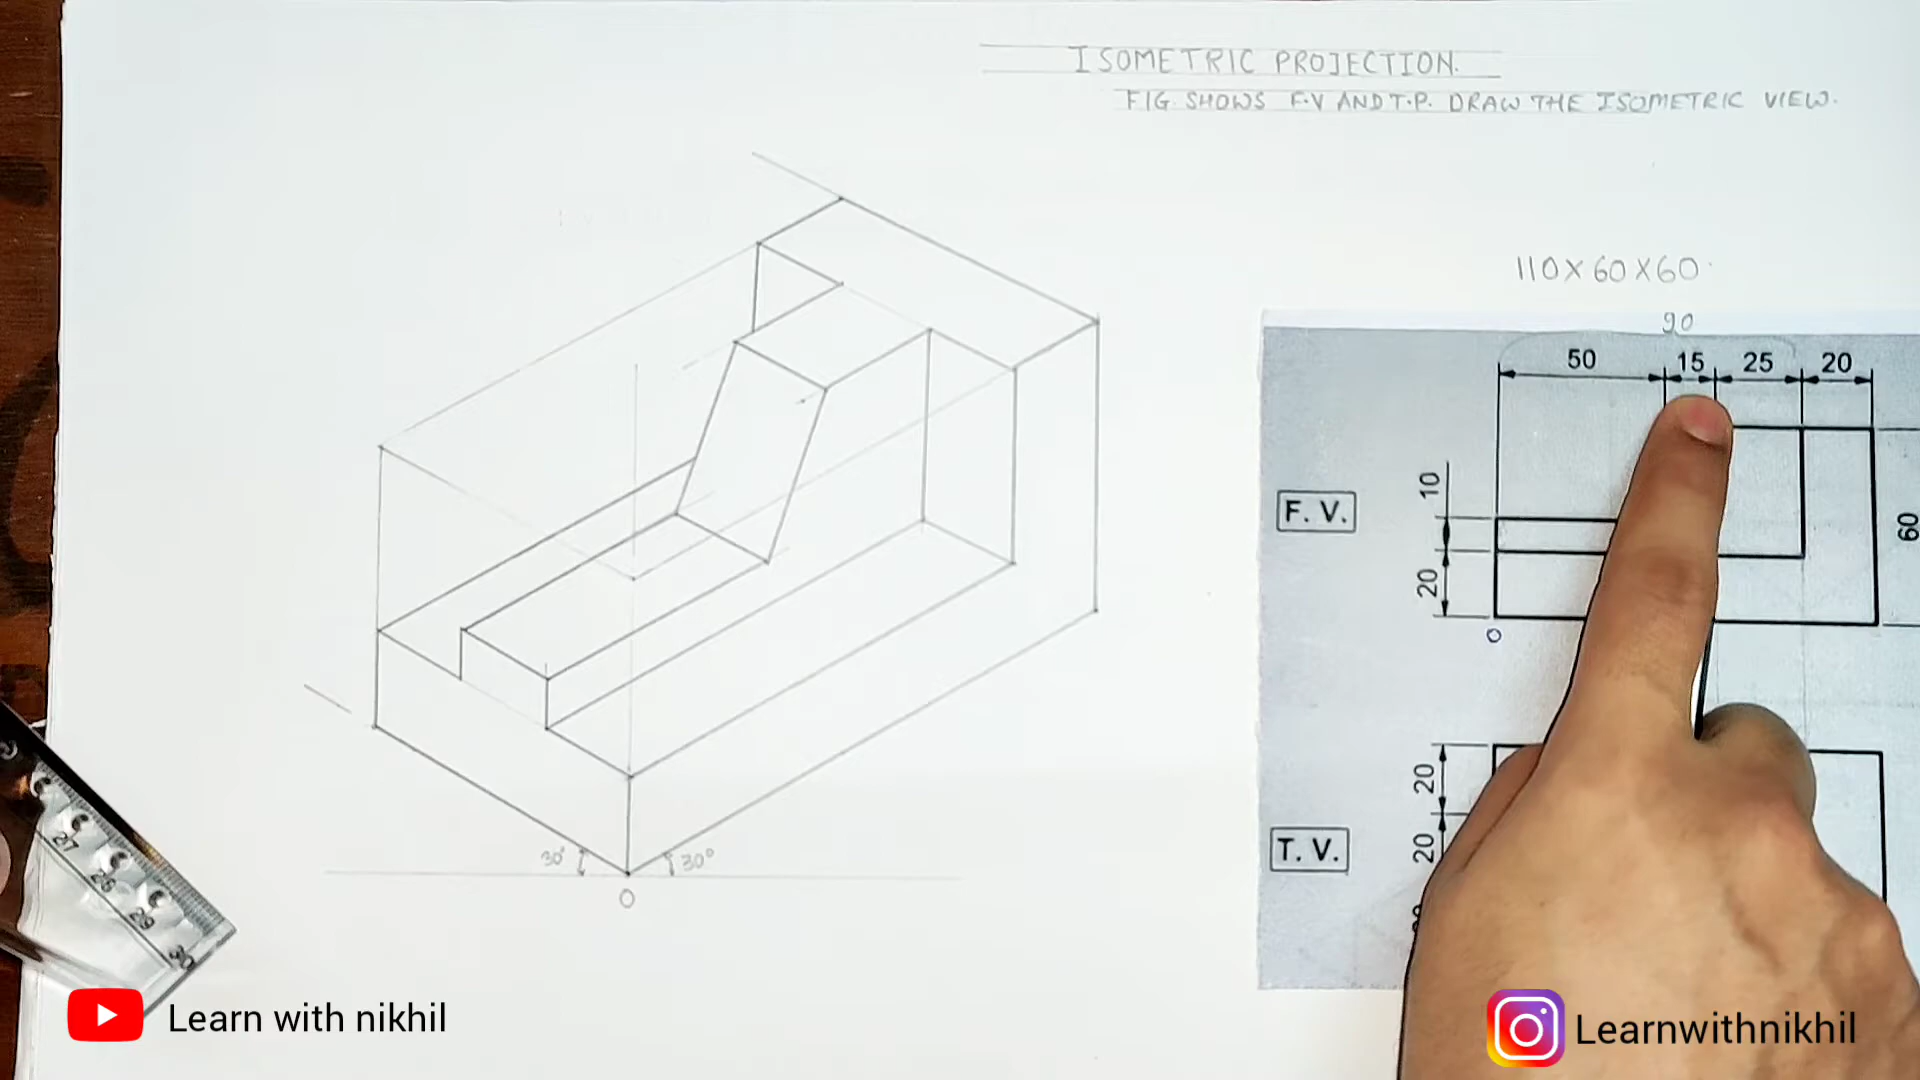 ISOMETRIC PROJECTION.
FIG SHOWS F.V AND T.P. DRAW THE ISOMETRIC VIEW.
110 X 60 X 60
90
50 15 25 20
10
F. V.
60
20
O
20
T. V.
20
30° 30°
O
27
28
29
30
Learn with nikhil
Learnwithnikhil